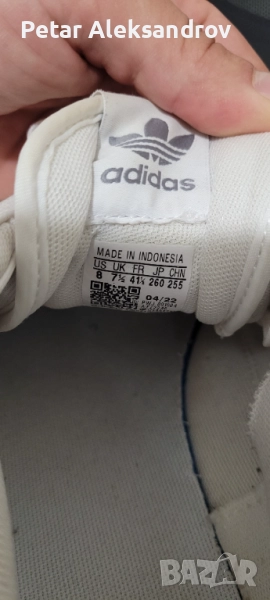 Petar Aleksandrov
adidas
MADE IN INDONESIA
US UK FR JP CHN
8 7½ 41⅓ 260 255
04/22
BAZAR